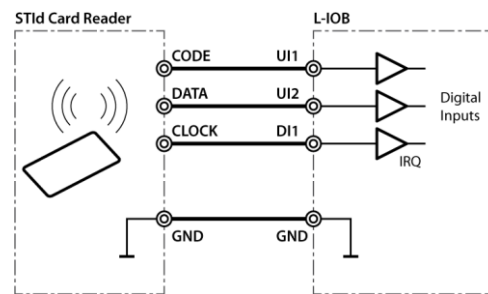 STId Card Reader L-IOB
CODE UI1
DATA UI2
Digital
Inputs
CLOCK DI1
IRQ
GND GND